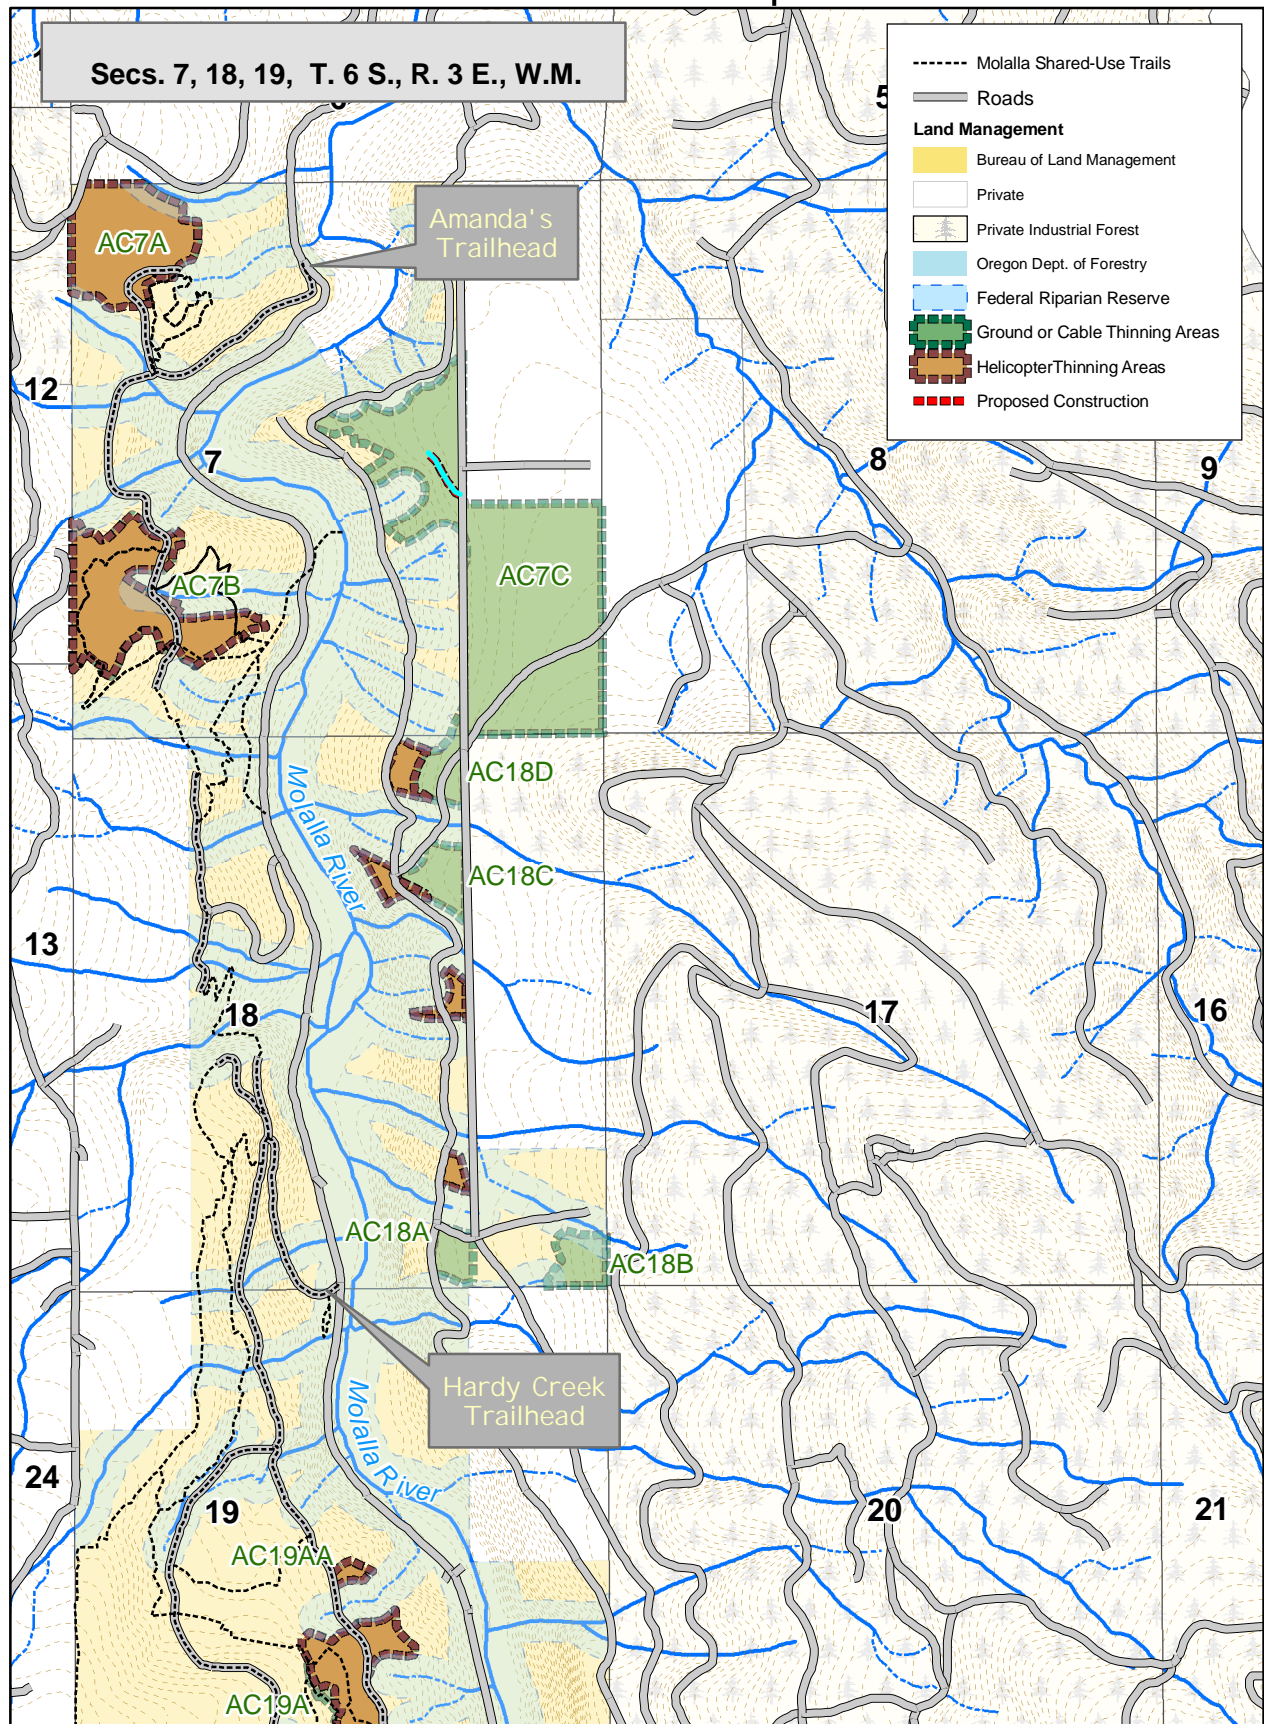 Secs. 7, 18, 19, T. 6 S., R. 3 E., W.M.
5
Molalla Shared-Use Trails
Roads
Land Management
Bureau of Land Management
Private
Private Industrial Forest
Oregon Dept. of Forestry
Federal Riparian Reserve
Ground or Cable Thinning Areas
HelicopterThinning Areas
Proposed Construction
Amanda's
Trailhead
AC7A
12
7
8
9
AC7B
AC7C
AC18D
Molalla River
AC18C
13
18
17
16
AC18A
AC18B
Hardy Creek
Trailhead
Molalla River
24
19
20
21
AC19AA
AC19A